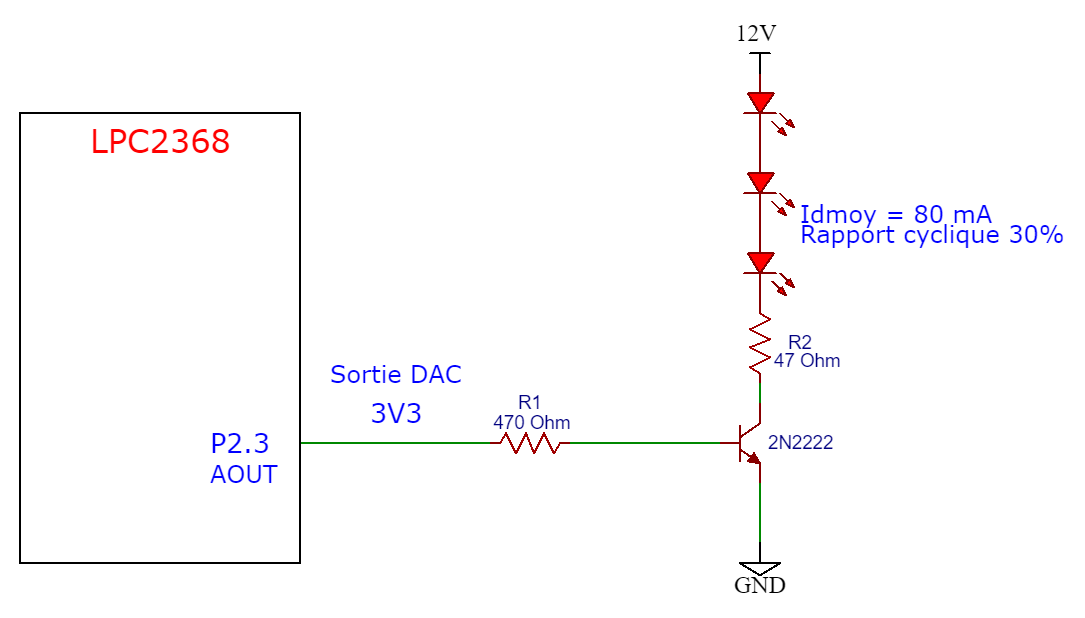 12V
LPC2368
Idmoy = 80 mA
Rapport cyclique 30%
R2
47 Ohm
Sortie DAC
3V3
R1
470 Ohm
P2.3
AOUT
2N2222
GND